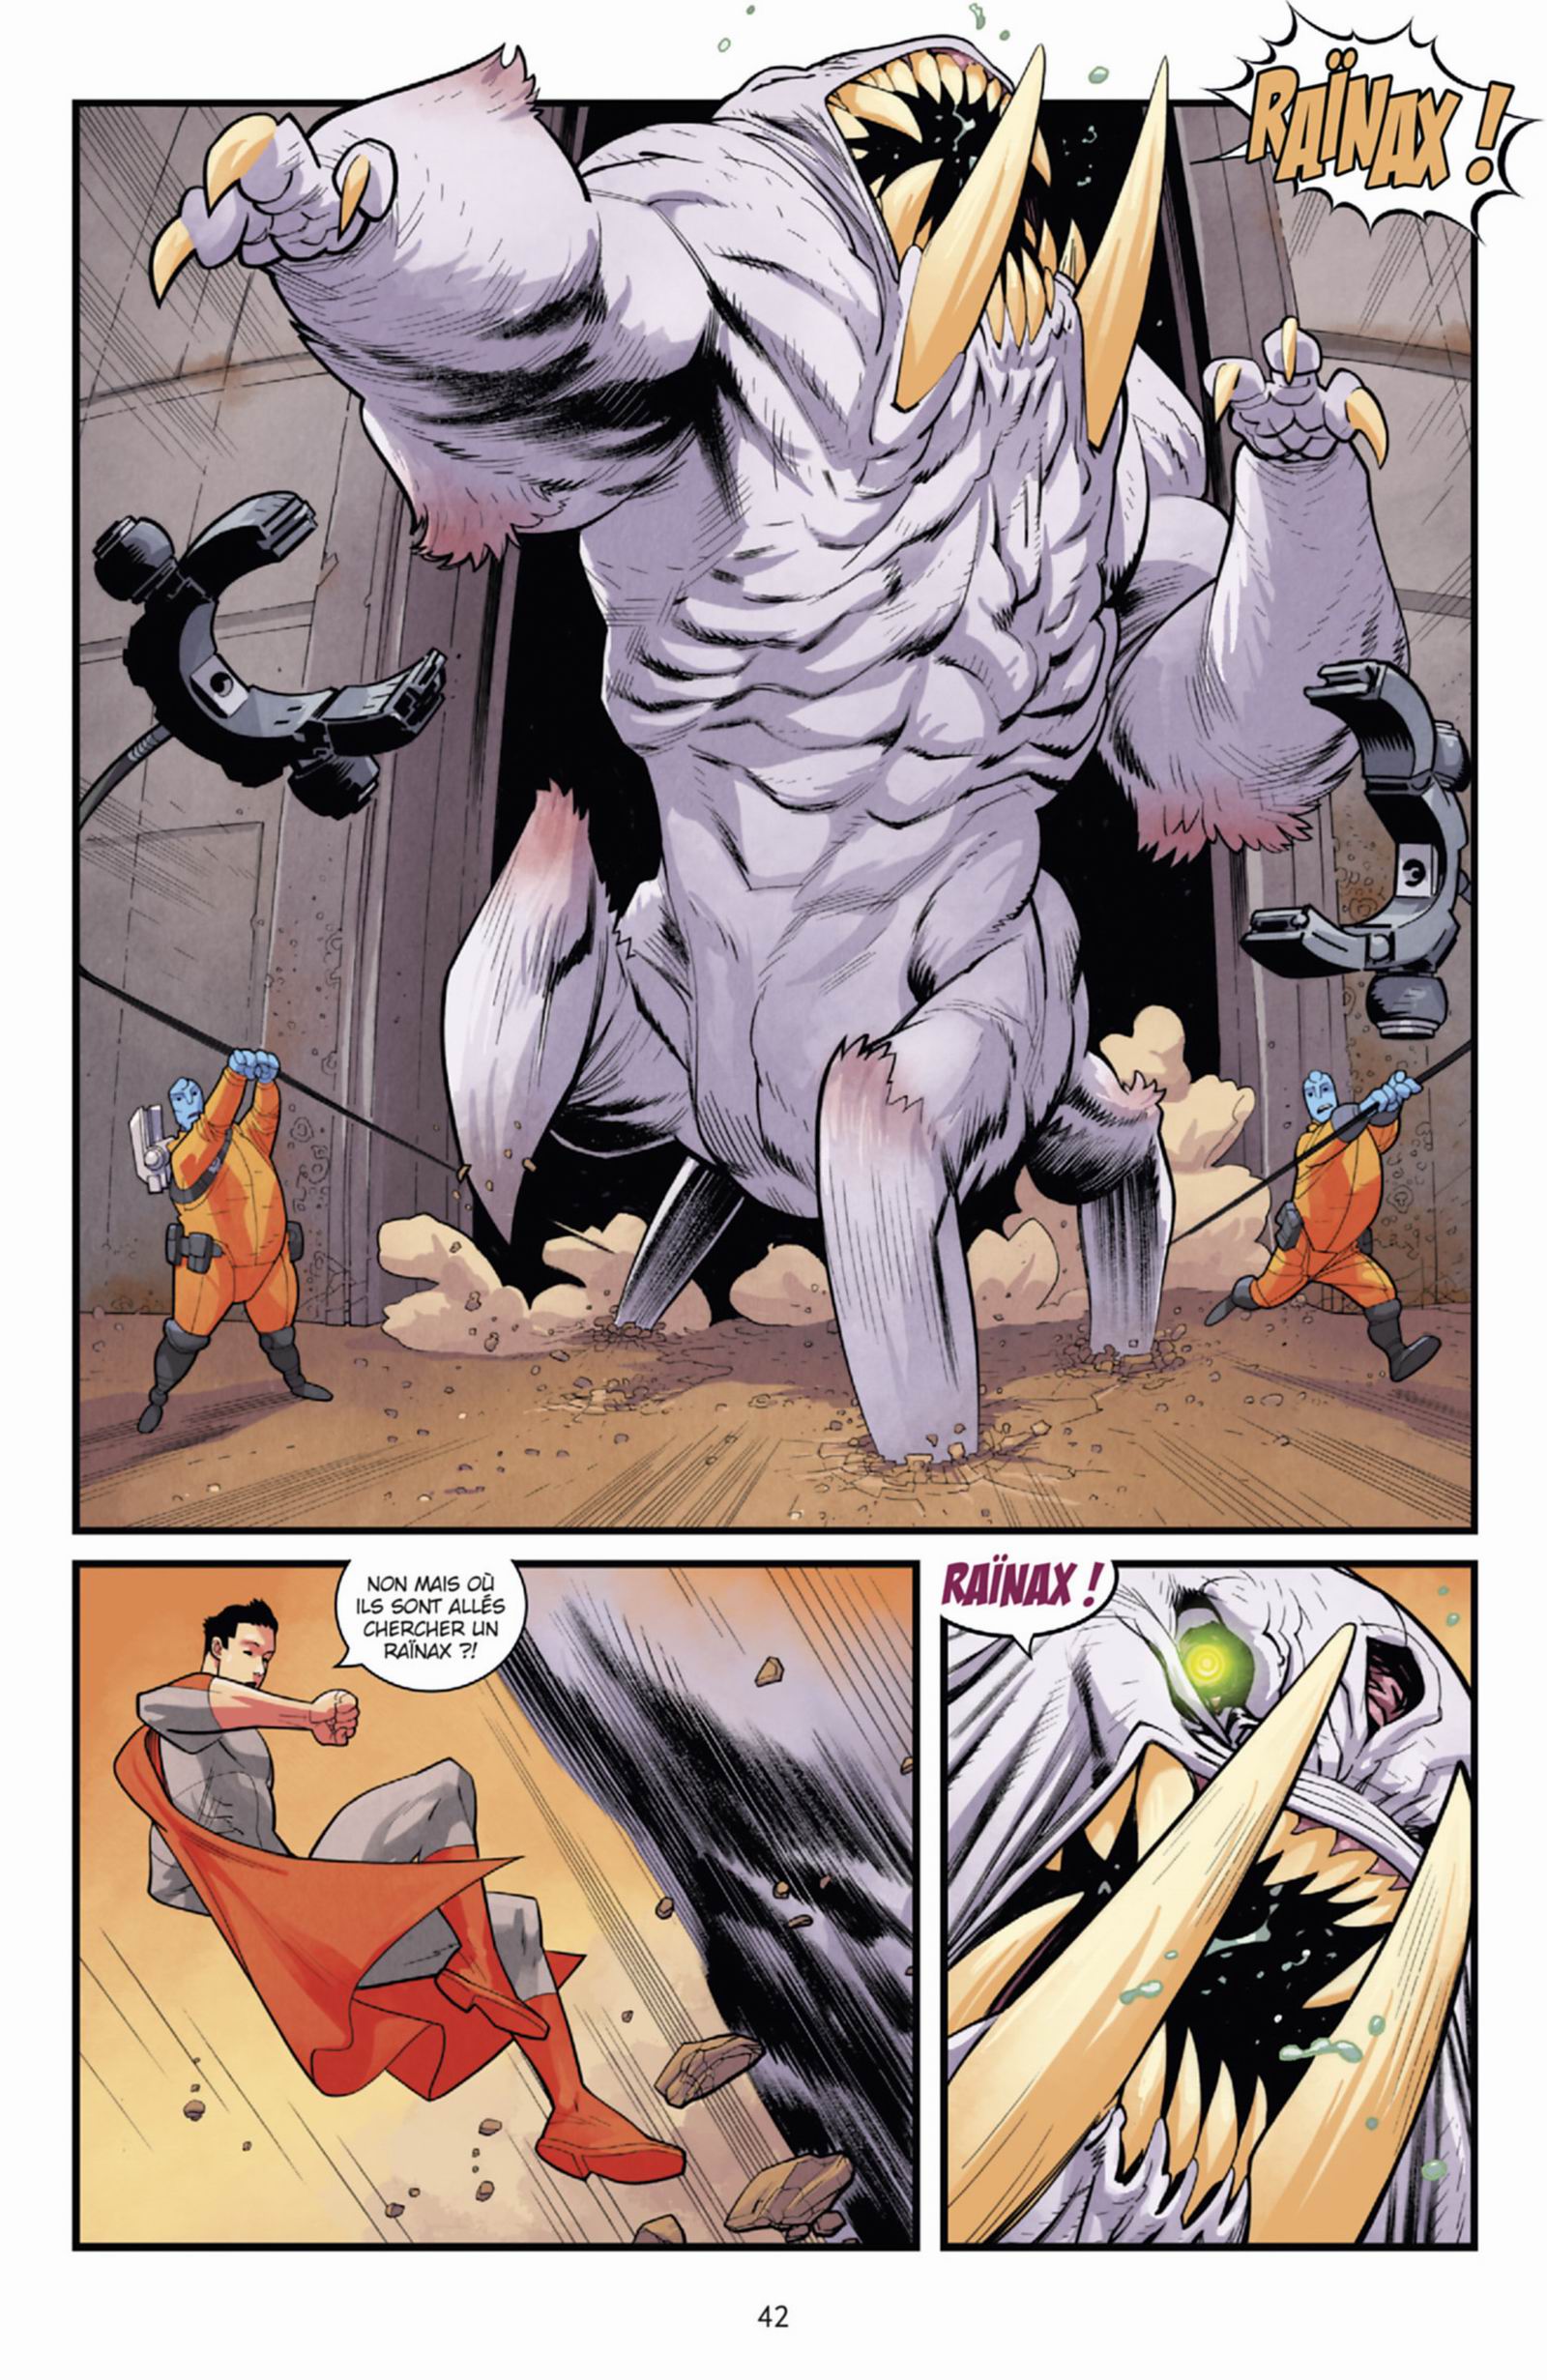 RAÏNAX !
NON MAIS OÙ
ILS SONT ALLÉS
CHERCHER UN
RAÏNAX ?!
RAÏNAX !
42